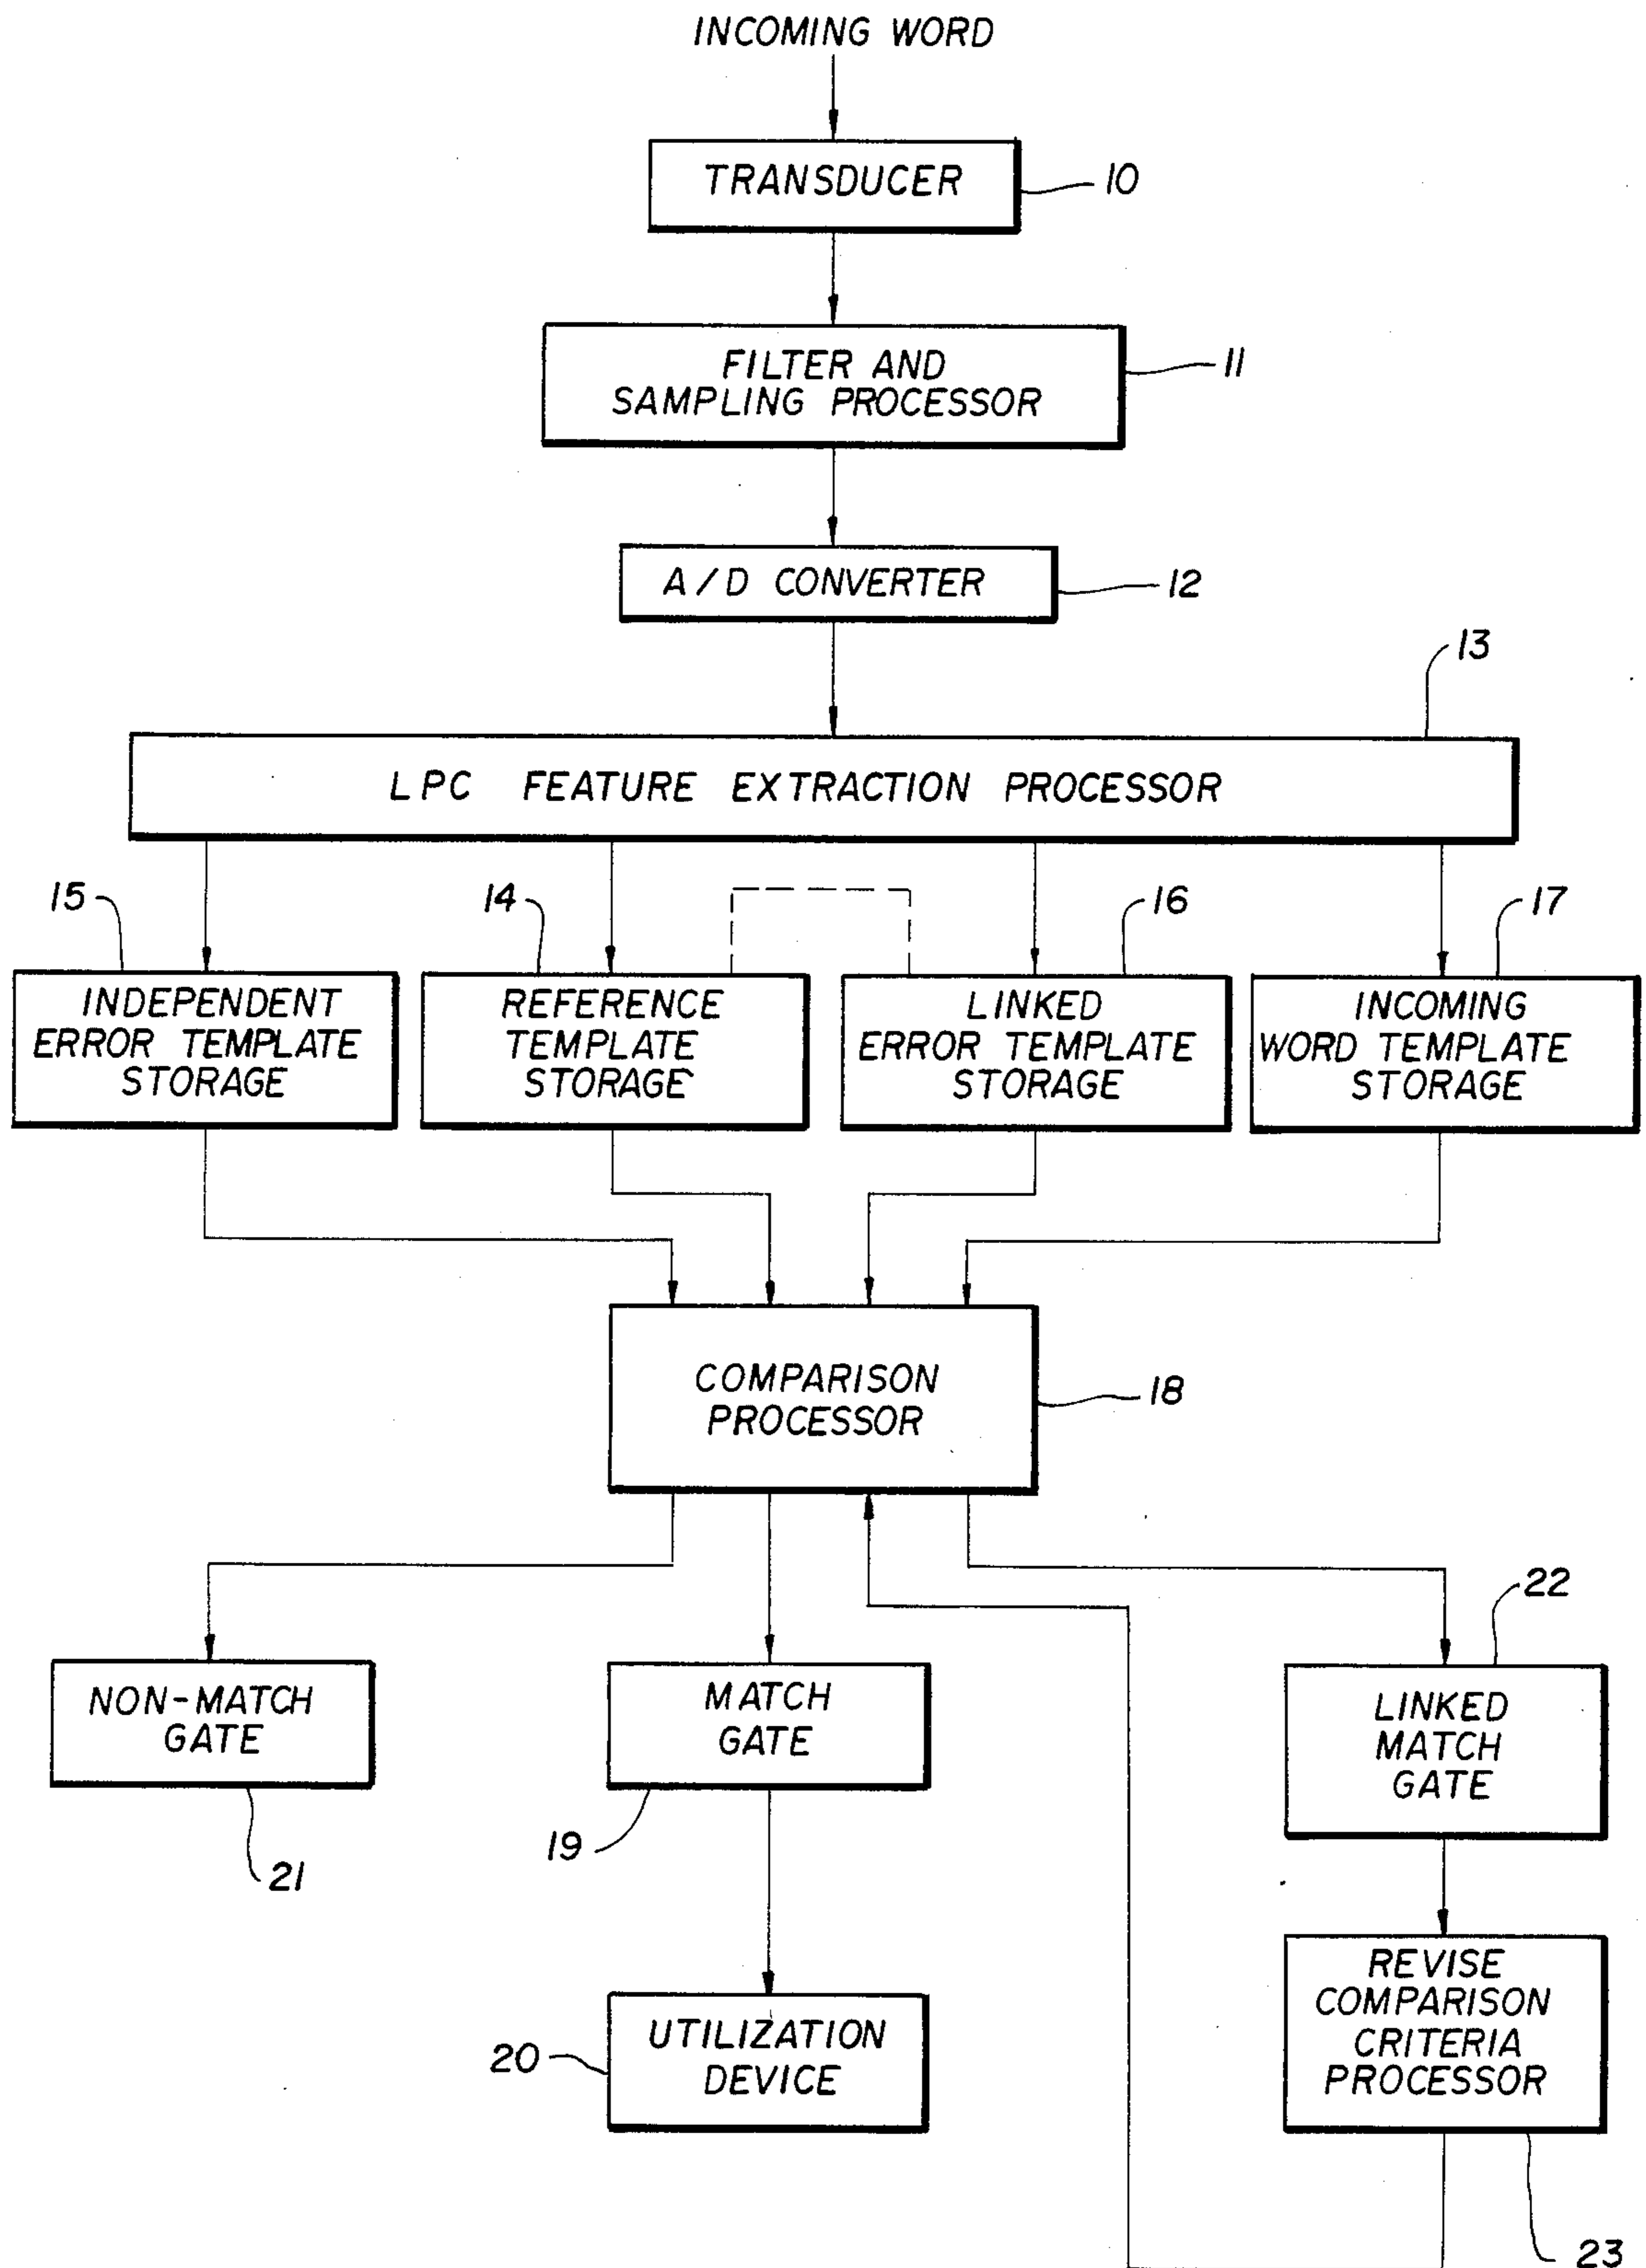 INCOMING WORD
TRANSDUCER
10
FILTER AND
SAMPLING PROCESSOR
11
A/D CONVERTER
12
13
LPC FEATURE EXTRACTION PROCESSOR
15
14
16
17
INDEPENDENT
ERROR TEMPLATE
STORAGE
REFERENCE
TEMPLATE
STORAGE
LINKED
ERROR TEMPLATE
STORAGE
INCOMING
WORD TEMPLATE
STORAGE
COMPARISON
PROCESSOR
18
22
NON-MATCH
GATE
21
MATCH
GATE
19
LINKED
MATCH
GATE
UTILIZATION
DEVICE
20
REVISE
COMPARISON
CRITERIA
PROCESSOR
23